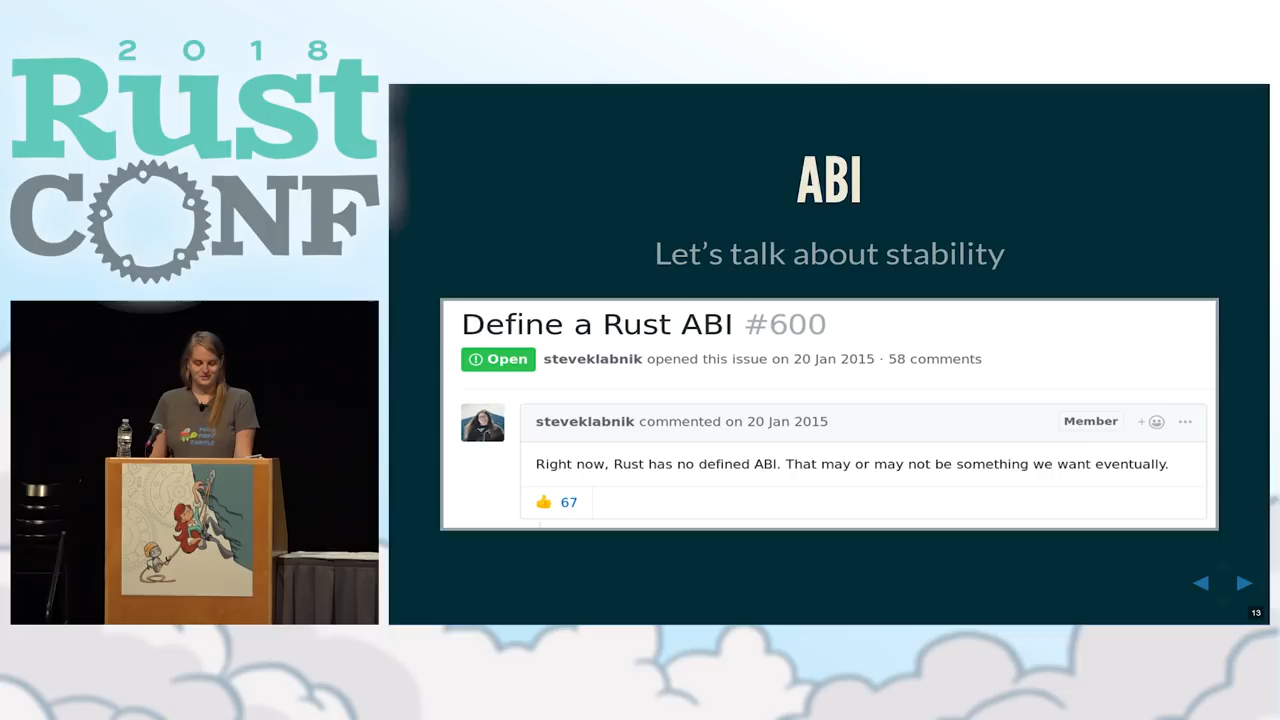 2018
Rust
CONF
ABI
Let's talk about stability
Define a Rust ABI #600
Open steveklabnik opened this issue on 20 Jan 2015 · 58 comments
steveklabnik commented on 20 Jan 2015 Member
Right now, Rust has no defined ABI. That may or may not be something we want eventually.
👍 67
13